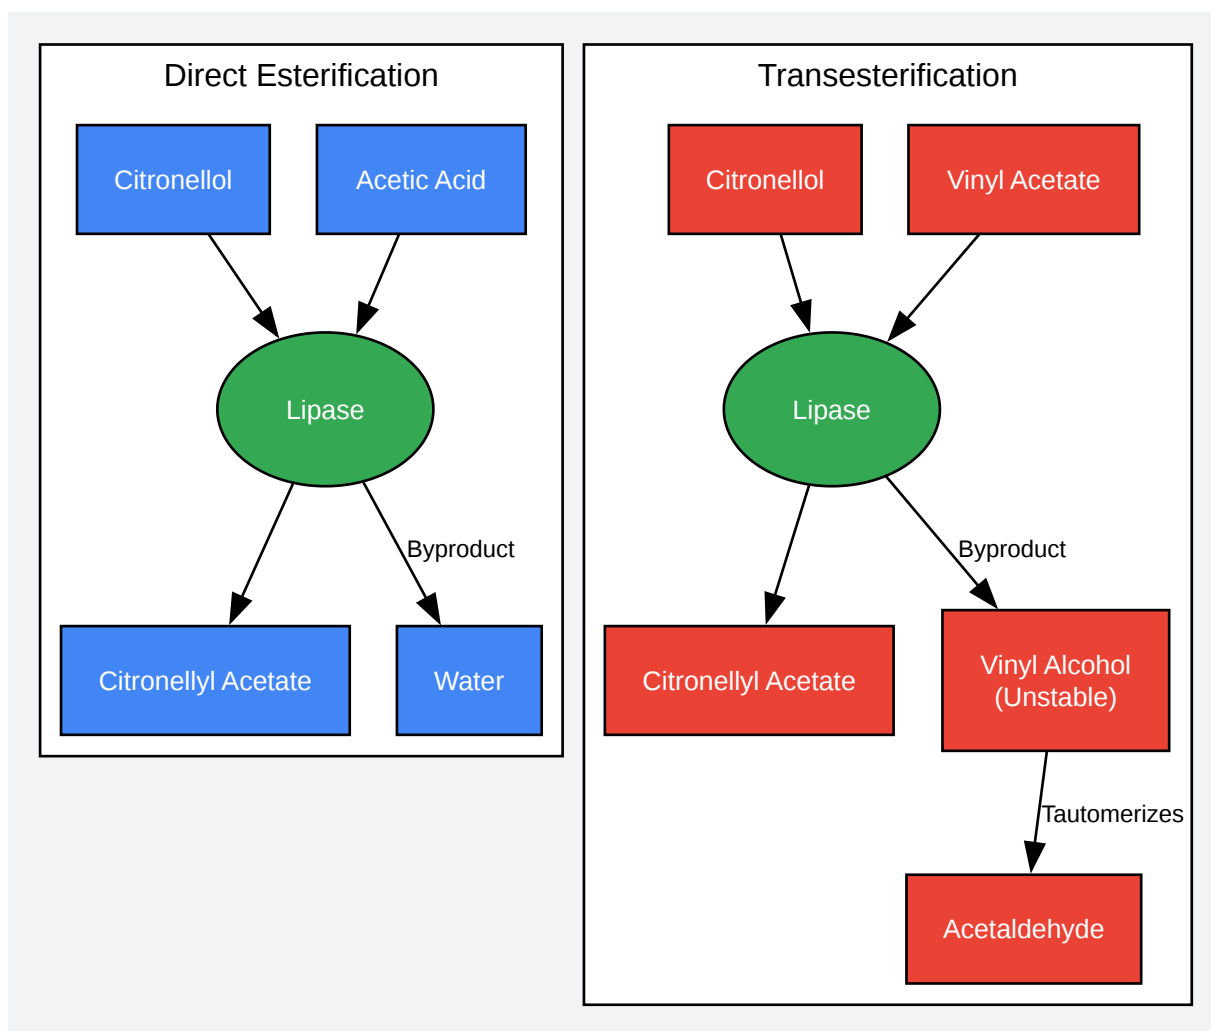 Direct Esterification
Citronellol
Acetic Acid
Lipase
Byproduct
Citronellyl Acetate
Water
Transesterification
Citronellol
Vinyl Acetate
Lipase
Byproduct
Citronellyl Acetate
Vinyl Alcohol
(Unstable)
Tautomerizes
Acetaldehyde